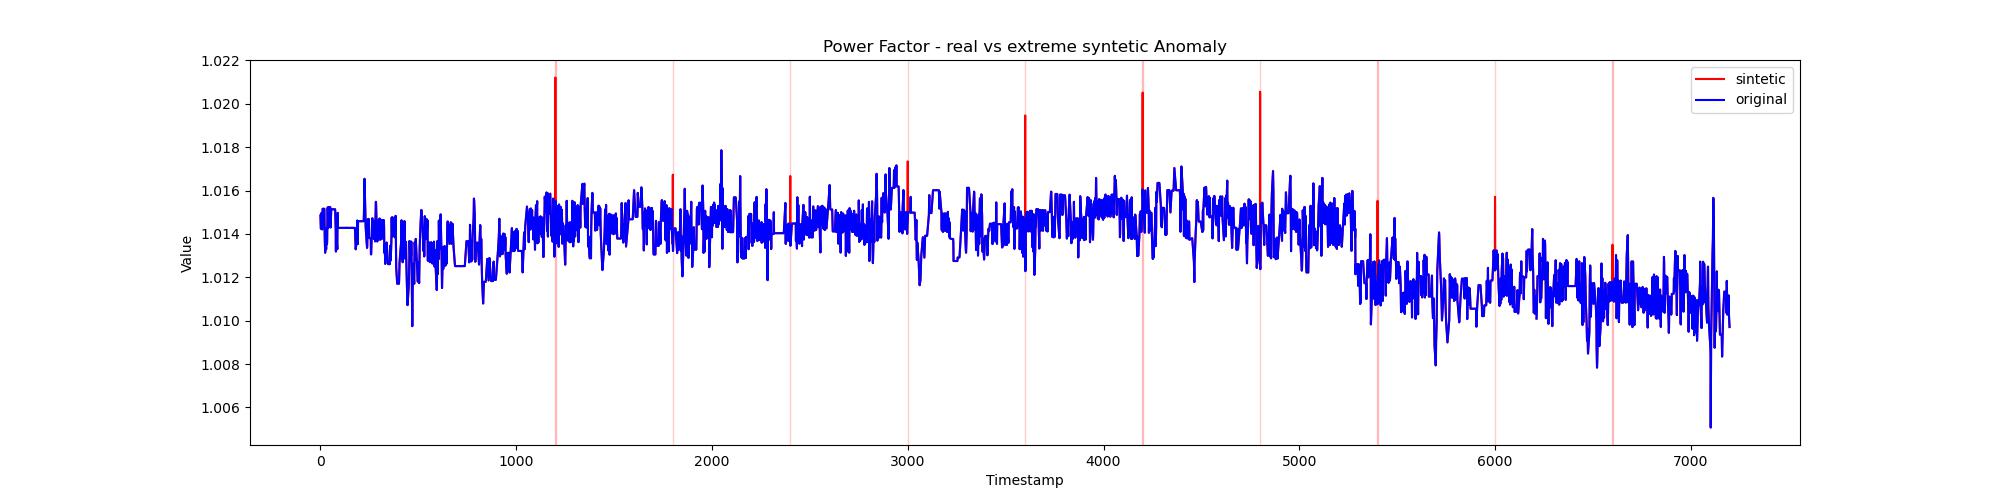 Power Factor - real vs extreme syntetic Anomaly
1.022
1.020
1.018
1.016
1.014
1.012
1.010
1.008
1.006
Value
sintetic
original
0 1000 2000 3000 4000 5000 6000 7000
Timestamp